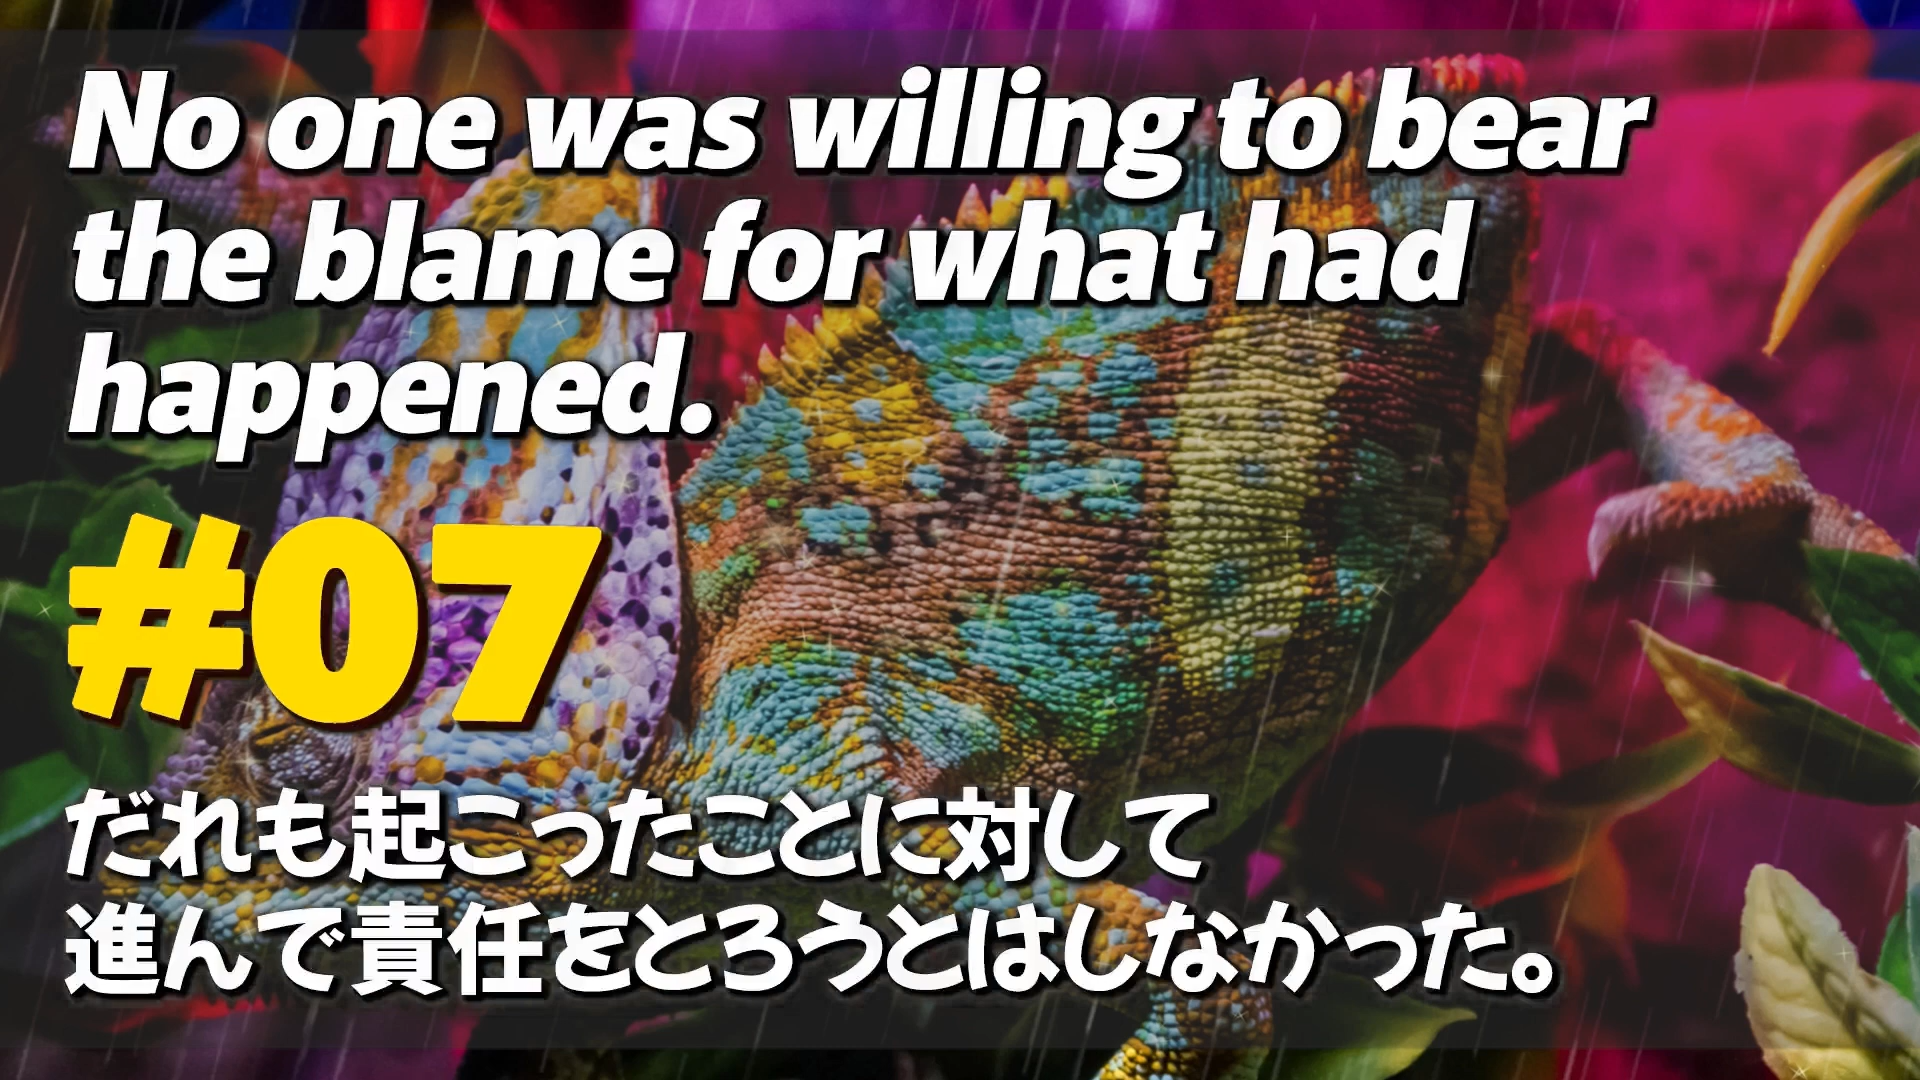 No one was willing to bear
the blame for what had
happened.
#07
だれも起こったことに対して
進んで責任をとろうとはしなかった。